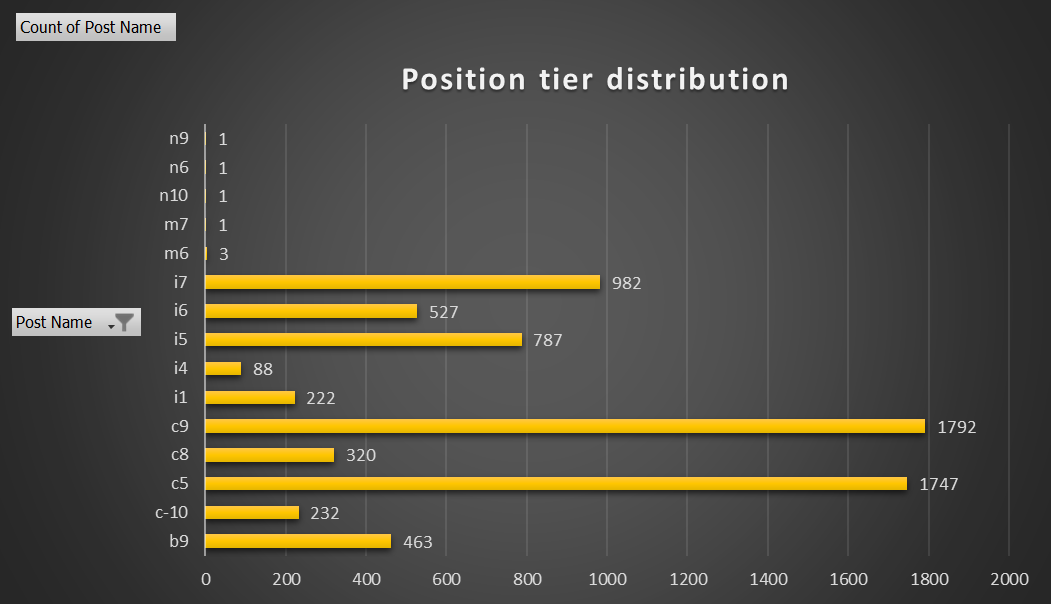 Count of Post Name
Position tier distribution
n9 1
n6 1
n10 1
m7 1
m6 3
i7 982
i6 527
Post Name
i5 787
i4 88
i1 222
c9 1792
c8 320
c5 1747
c-10 232
b9 463
0 200 400 600 800 1000 1200 1400 1600 1800 2000